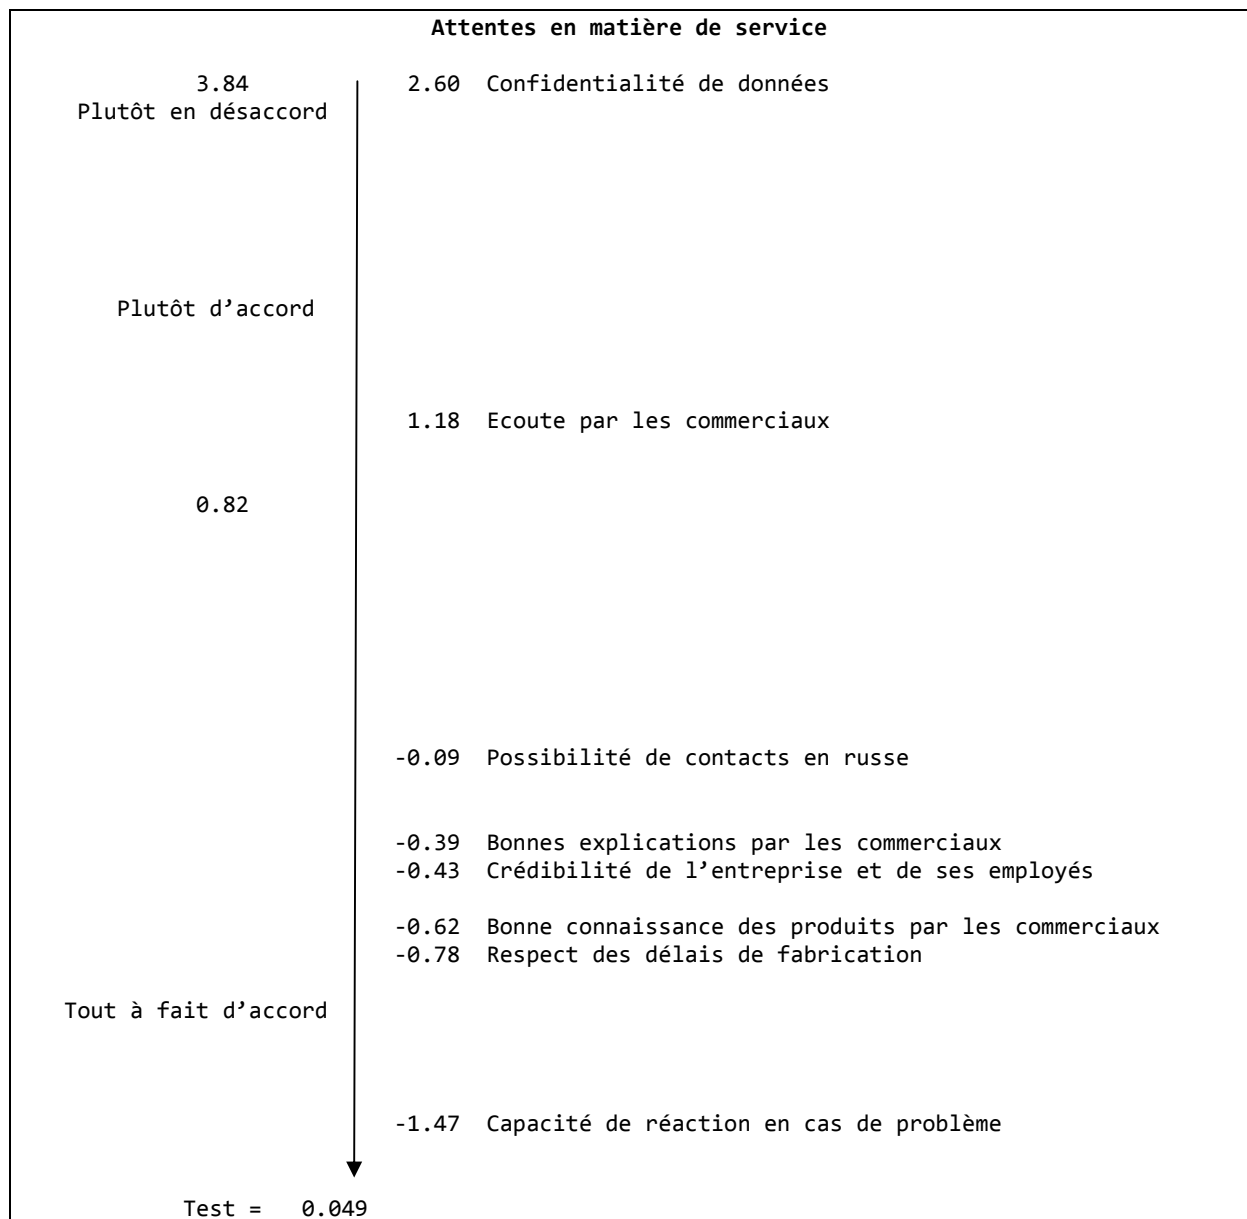 Attentes en matière de service
3.84 2.60 Confidentialité de données
Plutôt en désaccord
Plutôt d’accord
1.18 Ecoute par les commerciaux
0.82
-0.09 Possibilité de contacts en russe
-0.39 Bonnes explications par les commerciaux
-0.43 Crédibilité de l’entreprise et de ses employés
-0.62 Bonne connaissance des produits par les commerciaux
-0.78 Respect des délais de fabrication
Tout à fait d’accord
-1.47 Capacité de réaction en cas de problème
Test = 0.049